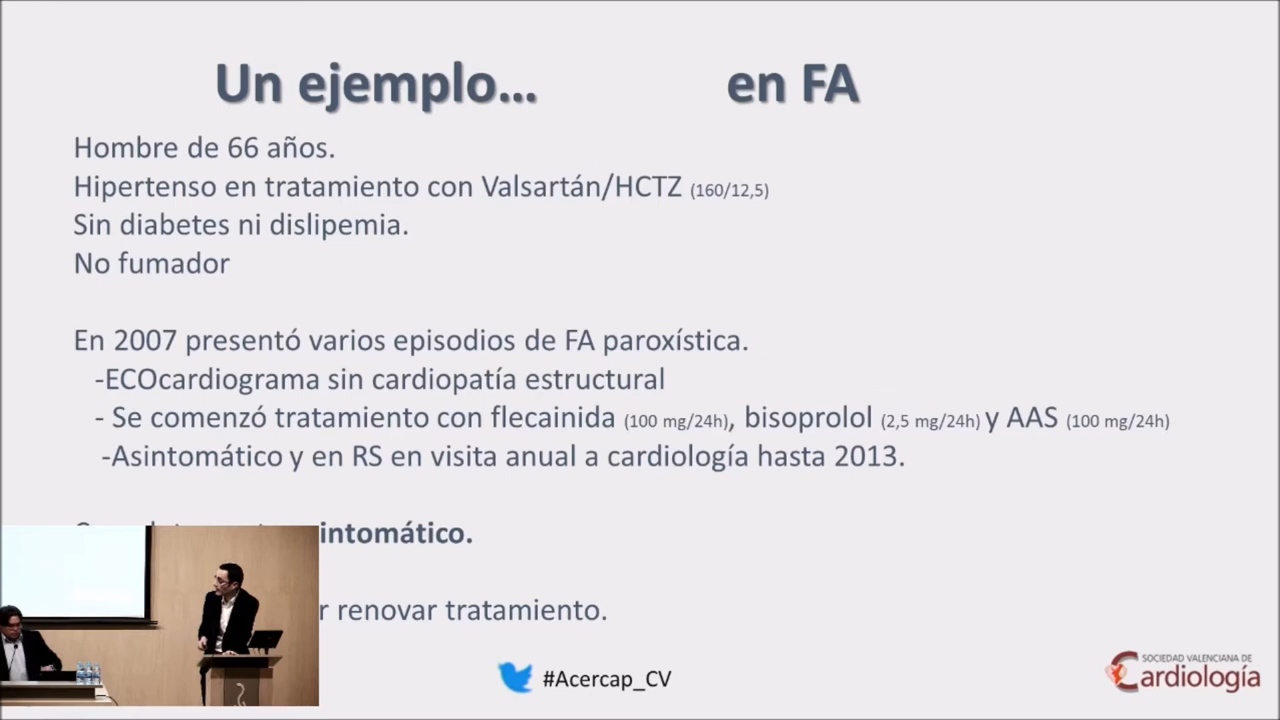 Un ejemplo... en FA
Hombre de 66 años.
Hipertenso en tratamiento con Valsartán/HCTZ (160/12,5)
Sin diabetes ni dislipemia.
No fumador
En 2007 presentó varios episodios de FA paroxística.
-ECOcardiograma sin cardiopatía estructural
- Se comenzó tratamiento con flecainida (100 mg/24h), bisoprolol (2,5 mg/24h) y AAS (100 mg/24h)
-Asintomático y en RS en visita anual a cardiología hasta 2013.
intomático.
r renovar tratamiento.
#Acercap_CV
SOCIEDAD VALENCIANA DE
Cardiología